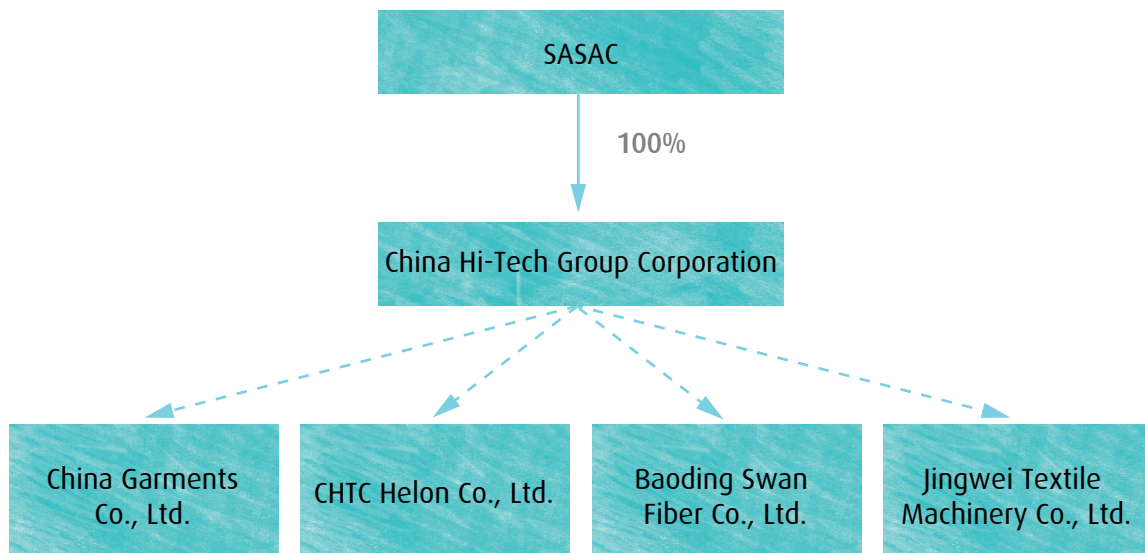 SASAC
100%
China Hi-Tech Group Corporation
China Garments
Co., Ltd.
CHTC Helon Co., Ltd.
Baoding Swan
Fiber Co., Ltd.
Jingwei Textile
Machinery Co., Ltd.